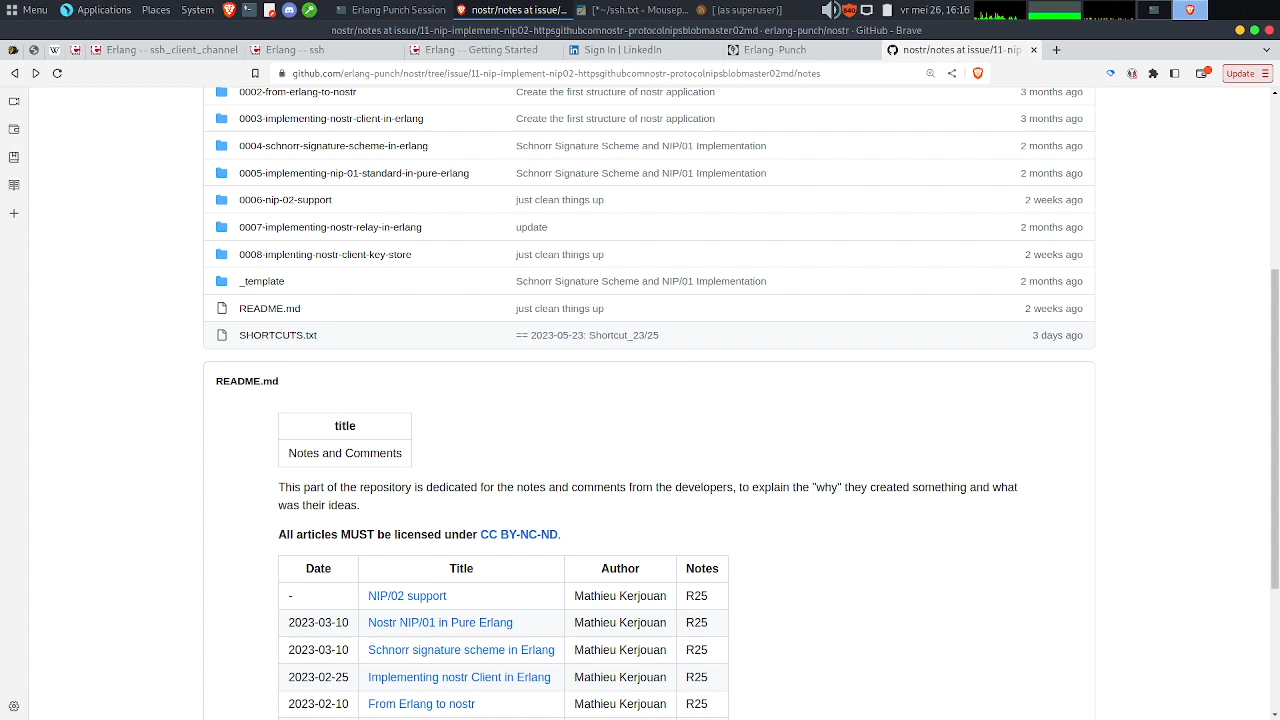 Menu Applications Places System Erlang Punch Session nostr/notes at issue/... [*~/ssh.txt - Mousep... [(as superuser)] vr mei 26, 16:16
nostr/notes at issue/11-nip-implement-nip02-httpsgithubcomnostr-protocolnipsblobmaster02md · erlang-punch/nostr · GitHub - Brave
Erlang -- ssh_client_channel Erlang -- ssh Erlang -- Getting Started Sign In | LinkedIn Erlang-Punch nostr/notes at issue/11-nip-
github.com/erlang-punch/nostr/tree/issue/11-nip-implement-nip02-httpsgithubcomnostr-protocolnipsblobmaster02md/notes Update
0002-from-erlang-to-nostr Create the first structure of nostr application 3 months ago
0003-implementing-nostr-client-in-erlang Create the first structure of nostr application 3 months ago
0004-schnorr-signature-scheme-in-erlang Schnorr Signature Scheme and NIP/01 Implementation 2 months ago
0005-implementing-nip-01-standard-in-pure-erlang Schnorr Signature Scheme and NIP/01 Implementation 2 months ago
0006-nip-02-support just clean things up 2 weeks ago
0007-implenting-nostr-relay-in-erlang update 2 months ago
0008-implenting-nostr-client-key-store just clean things up 2 weeks ago
_template Schnorr Signature Scheme and NIP/01 Implementation 2 months ago
README.md just clean things up 2 weeks ago
SHORTCUTS.txt == 2023-05-23: Shortcut_23/25 3 days ago
README.md
title
Notes and Comments
This part of the repository is dedicated for the notes and comments from the developers, to explain the "why" they created something and what
was their ideas.
All articles MUST be licensed under CC BY-NC-ND.
Date Title Author Notes
- NIP/02 support Mathieu Kerjouan R25
2023-03-10 Nostr NIP/01 in Pure Erlang Mathieu Kerjouan R25
2023-03-10 Schnorr signature scheme in Erlang Mathieu Kerjouan R25
2023-02-25 Implementing nostr Client in Erlang Mathieu Kerjouan R25
2023-02-10 From Erlang to nostr Mathieu Kerjouan R25